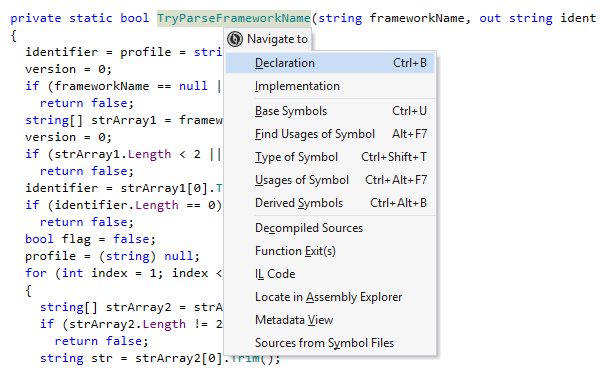 private static bool TryParseFrameworkName(string frameworkName, out string ident
{
identifier = profile = stri
version = 0;
if (frameworkName == null |
return false;
string[] strArray1 = framew
version = 0;
if (strArray1.Length < 2 ||
return false;
identifier = strArray1[0].T
if (identifier.Length == 0)
return false;
bool flag = false;
profile = (string) null;
for (int index = 1; index <
{
string[] strArray2 = strA
if (strArray2.Length != 2
return false;
string str = strArray2[0].Trim();
Navigate to
Declaration Ctrl+B
Implementation
Base Symbols Ctrl+U
Find Usages of Symbol Alt+F7
Type of Symbol Ctrl+Shift+T
Usages of Symbol Ctrl+Alt+F7
Derived Symbols Ctrl+Alt+B
Decompiled Sources
Function Exit(s)
IL Code
Locate in Assembly Explorer
Metadata View
Sources from Symbol Files